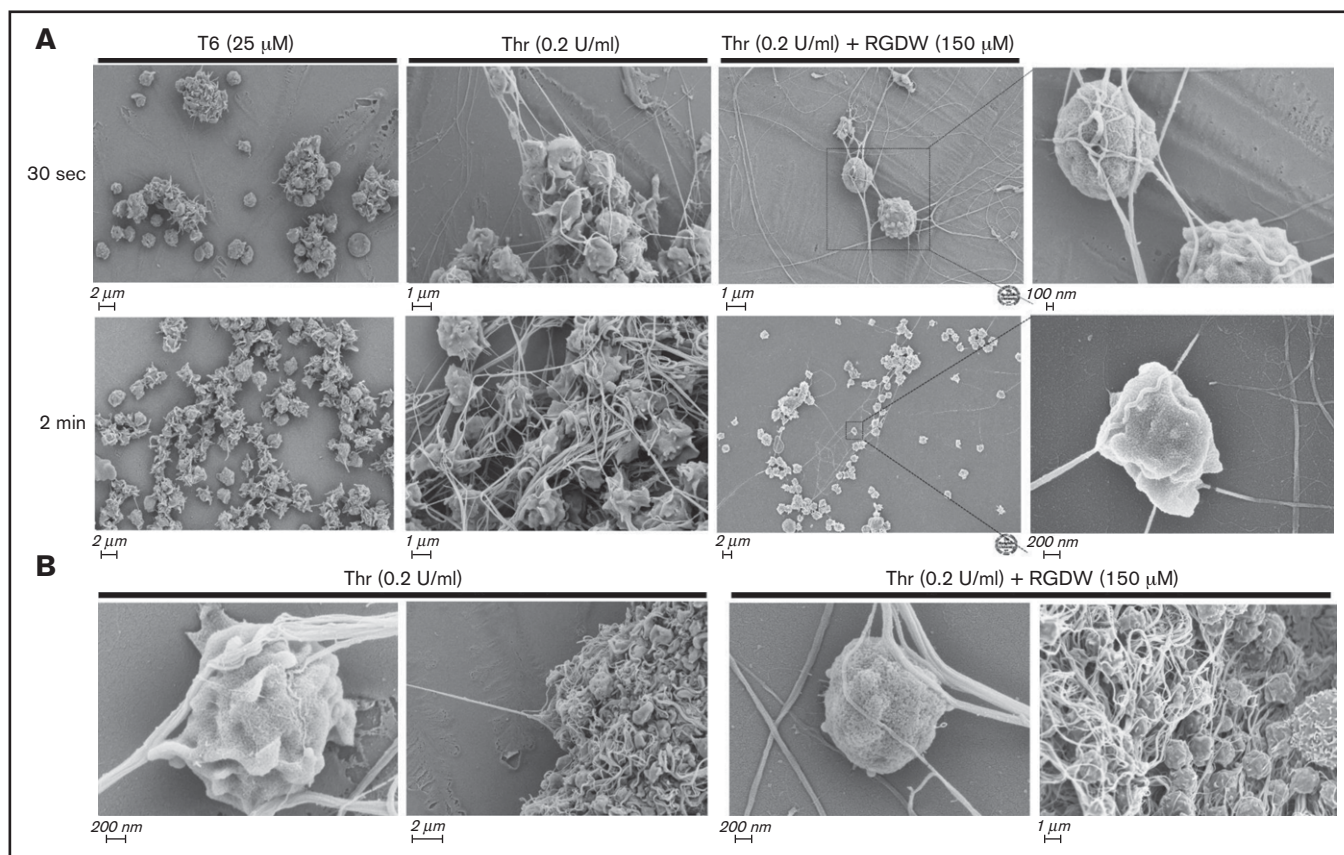 A
T6 (25 μM)
Thr (0.2 U/ml)
Thr (0.2 U/ml) + RGDW (150 μM)
30 sec
2 μm
1 μm
1 μm
100 nm
2 min
2 μm
1 μm
2 μm
200 nm
B
Thr (0.2 U/ml)
Thr (0.2 U/ml) + RGDW (150 μM)
200 nm
2 μm
200 nm
1 μm